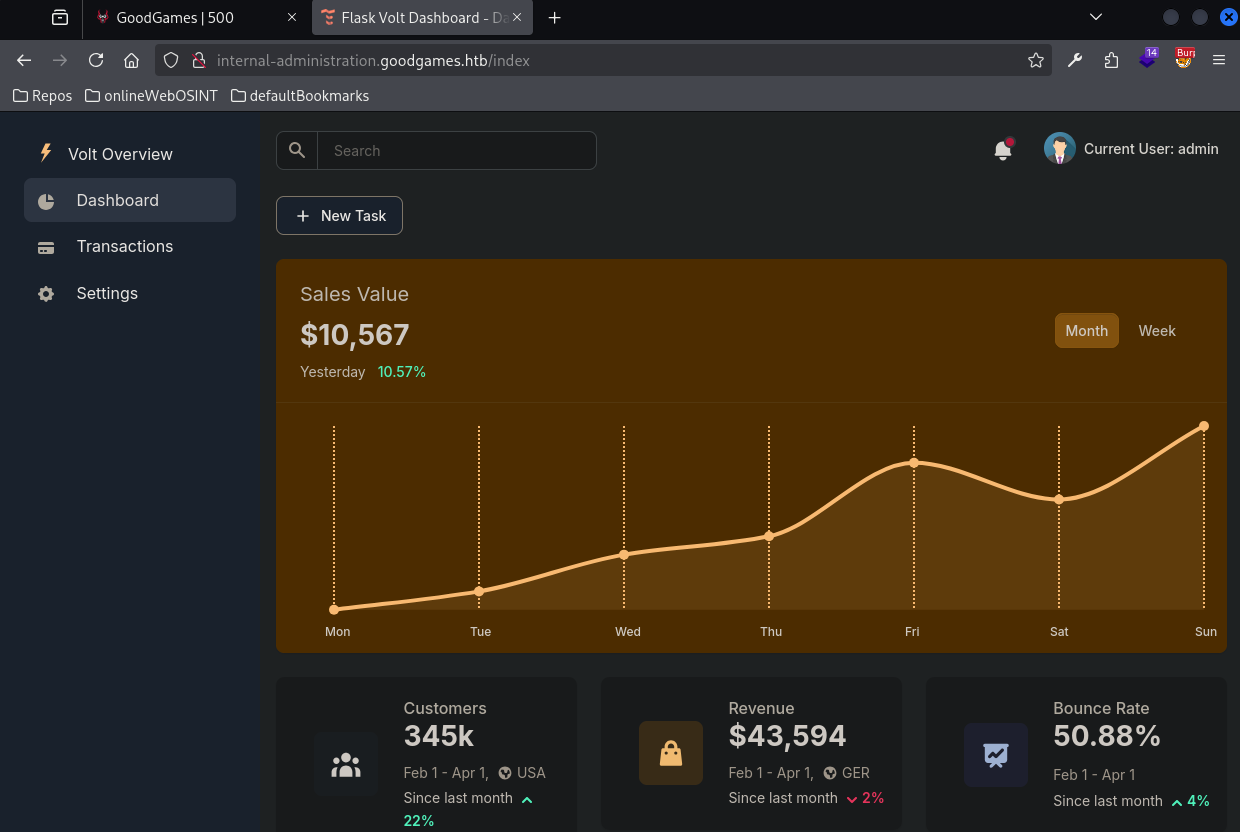 GoodGames | 500
Flask Volt Dashboard - Da
internal-administration.goodgames.htb/index
14
Burp
Repos
onlineWebOSINT
defaultBookmarks
Volt Overview
Dashboard
Transactions
Settings
Search
Current User: admin
New Task
Sales Value
$10,567
Yesterday 10.57%
Month
Week
Mon Tue Wed Thu Fri Sat Sun
Customers
345k
Feb 1 - Apr 1, USA
Since last month
22%
Revenue
$43,594
Feb 1 - Apr 1, GER
Since last month 2%
Bounce Rate
50.88%
Feb 1 - Apr 1
Since last month 4%